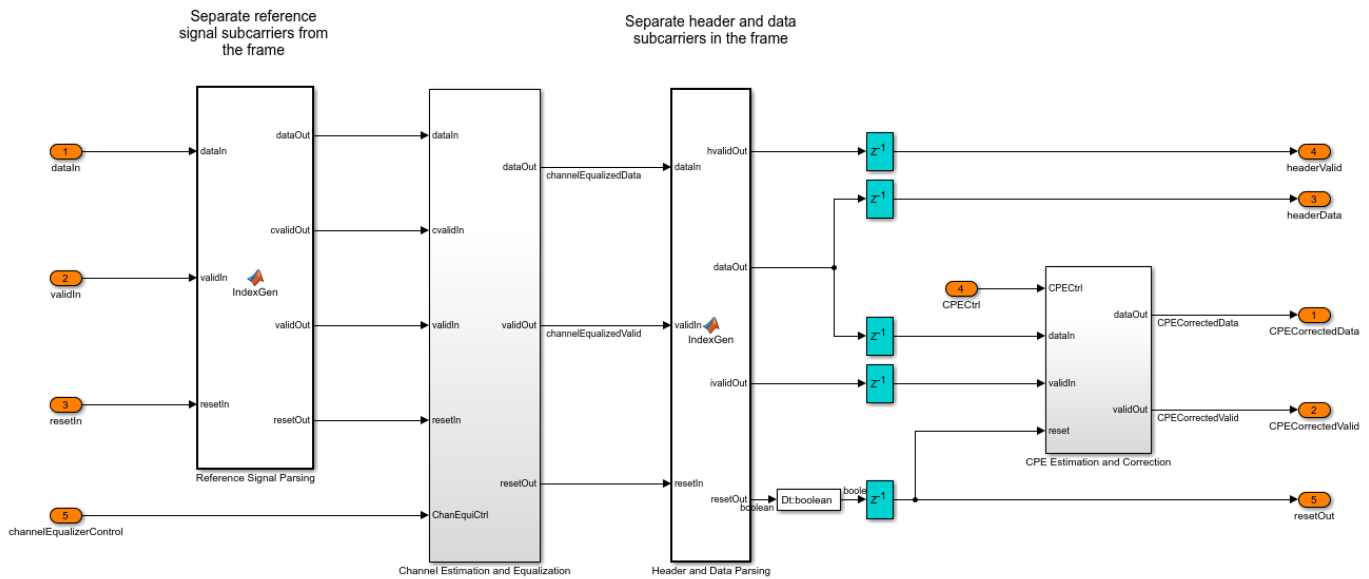 Separate reference
signal subcarriers from
the frame
Separate header and data
subcarriers in the frame
1
dataIn
2
validIn
3
resetIn
5
channelEqualizerControl
dataIn
validIn
resetIn
IndexGen
dataOut
cvalidOut
validOut
resetOut
Reference Signal Parsing
dataIn
cvalidIn
validIn
resetIn
ChanEquiCtrl
dataOut
validOut
resetOut
Channel Estimation and Equalization
channelEqualizedData
channelEqualizedValid
dataIn
validIn
resetIn
IndexGen
hvalidOut
dataOut
ivalidOut
resetOut
Header and Data Parsing
boolean
Dt:boolean
boole
z-1
z-1
z-1
z-1
z-1
4
CPECtrl
CPECtrl
dataIn
validIn
reset
dataOut
validOut
CPE Estimation and Correction
CPECorrectedData
CPECorrectedValid
4
headerValid
3
headerData
1
CPECorrectedData
2
CPECorrectedValid
5
resetOut